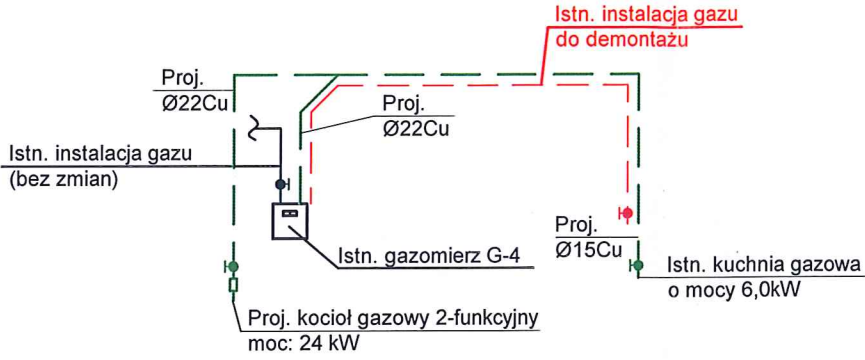 Istn. instalacja gazu
do demontażu
Proj.
Ø22Cu
Proj.
Ø22Cu
Istn. instalacja gazu
(bez zmian)
Istn. gazomierz G-4
Proj.
Ø15Cu
Istn. kuchnia gazowa
o mocy 6,0kW
Proj. kocioł gazowy 2-funkcyjny
moc: 24 kW